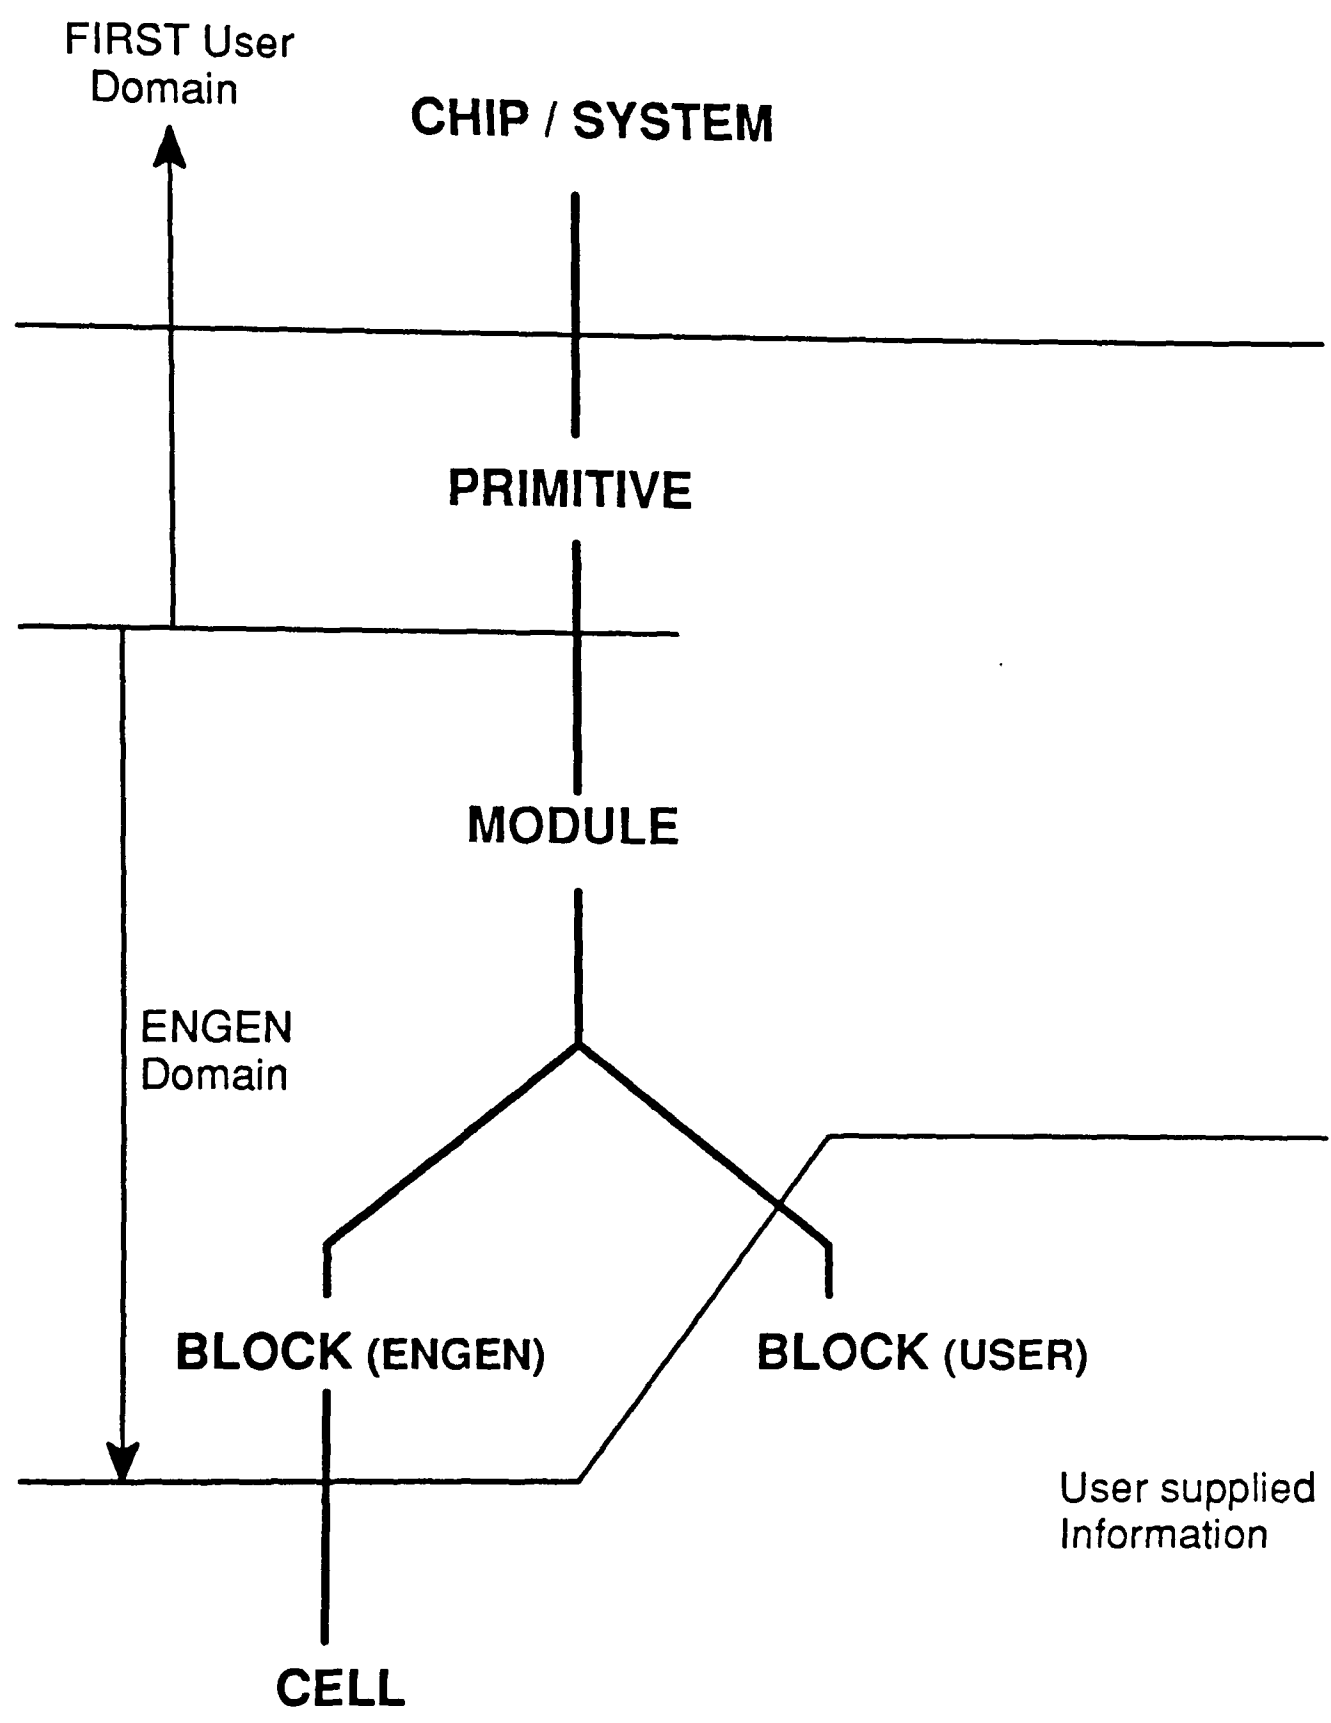 FIRST User
Domain
CHIP / SYSTEM
PRIMITIVE
MODULE
ENGEN
Domain
BLOCK (ENGEN)
BLOCK (USER)
User supplied
Information
CELL